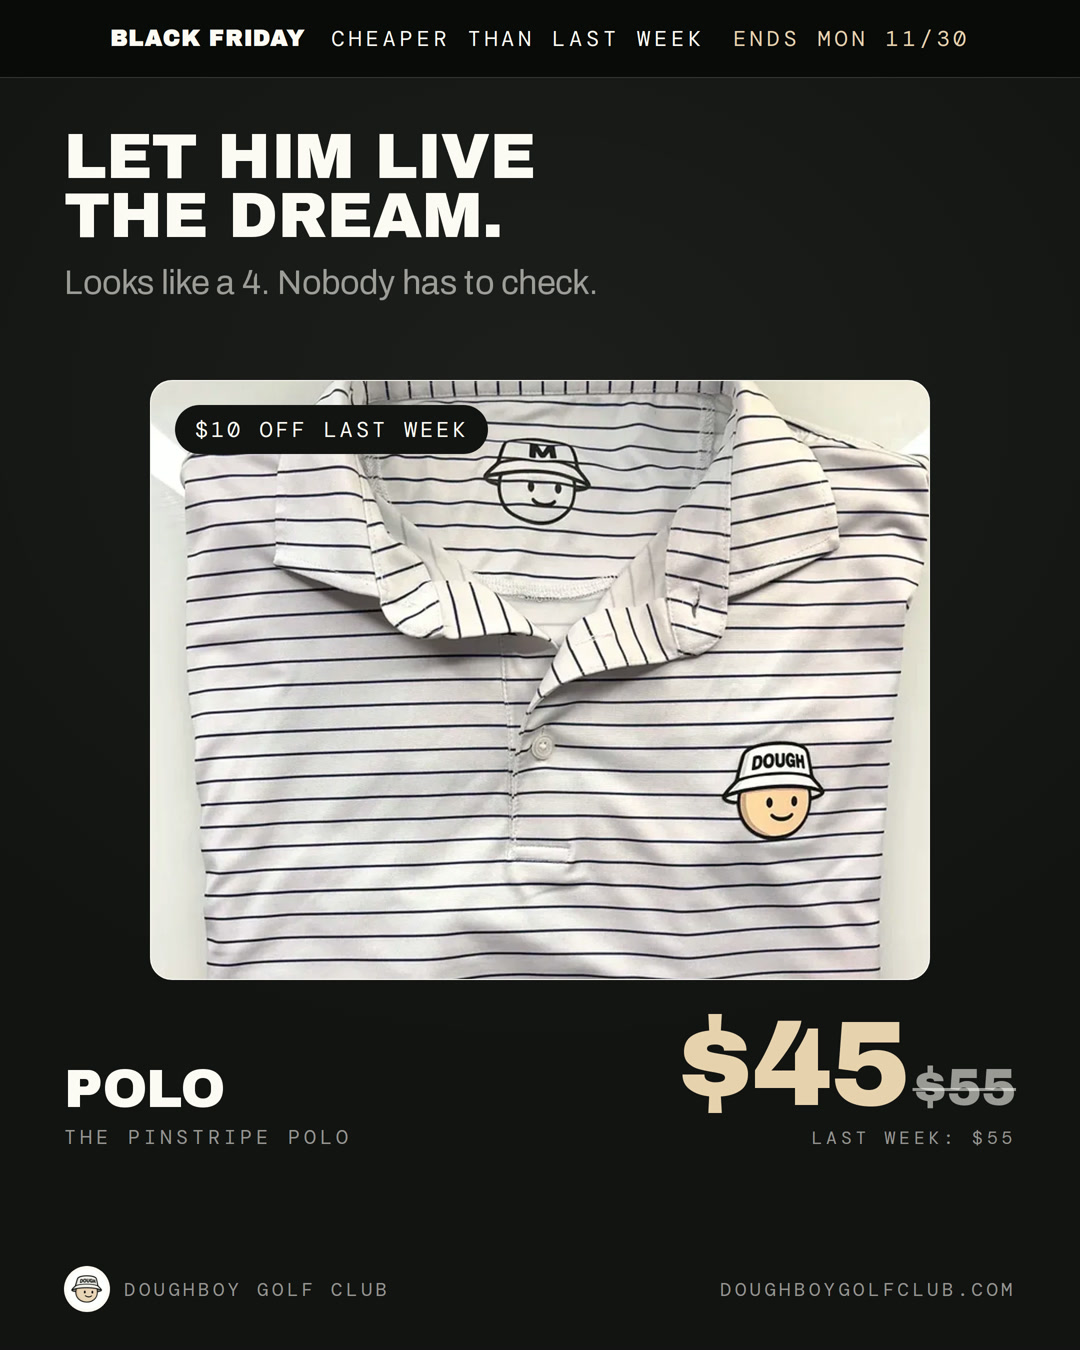 BLACK FRIDAY CHEAPER THAN LAST WEEK ENDS MON 11/30
LET HIM LIVE
THE DREAM.
Looks like a 4. Nobody has to check.
$10 OFF LAST WEEK
M
DOUGH
$45 $55
POLO
THE PINSTRIPE POLO
LAST WEEK: $55
DOUGH
DOUGHBOY GOLF CLUB
DOUGHBOYGOLFCLUB.COM